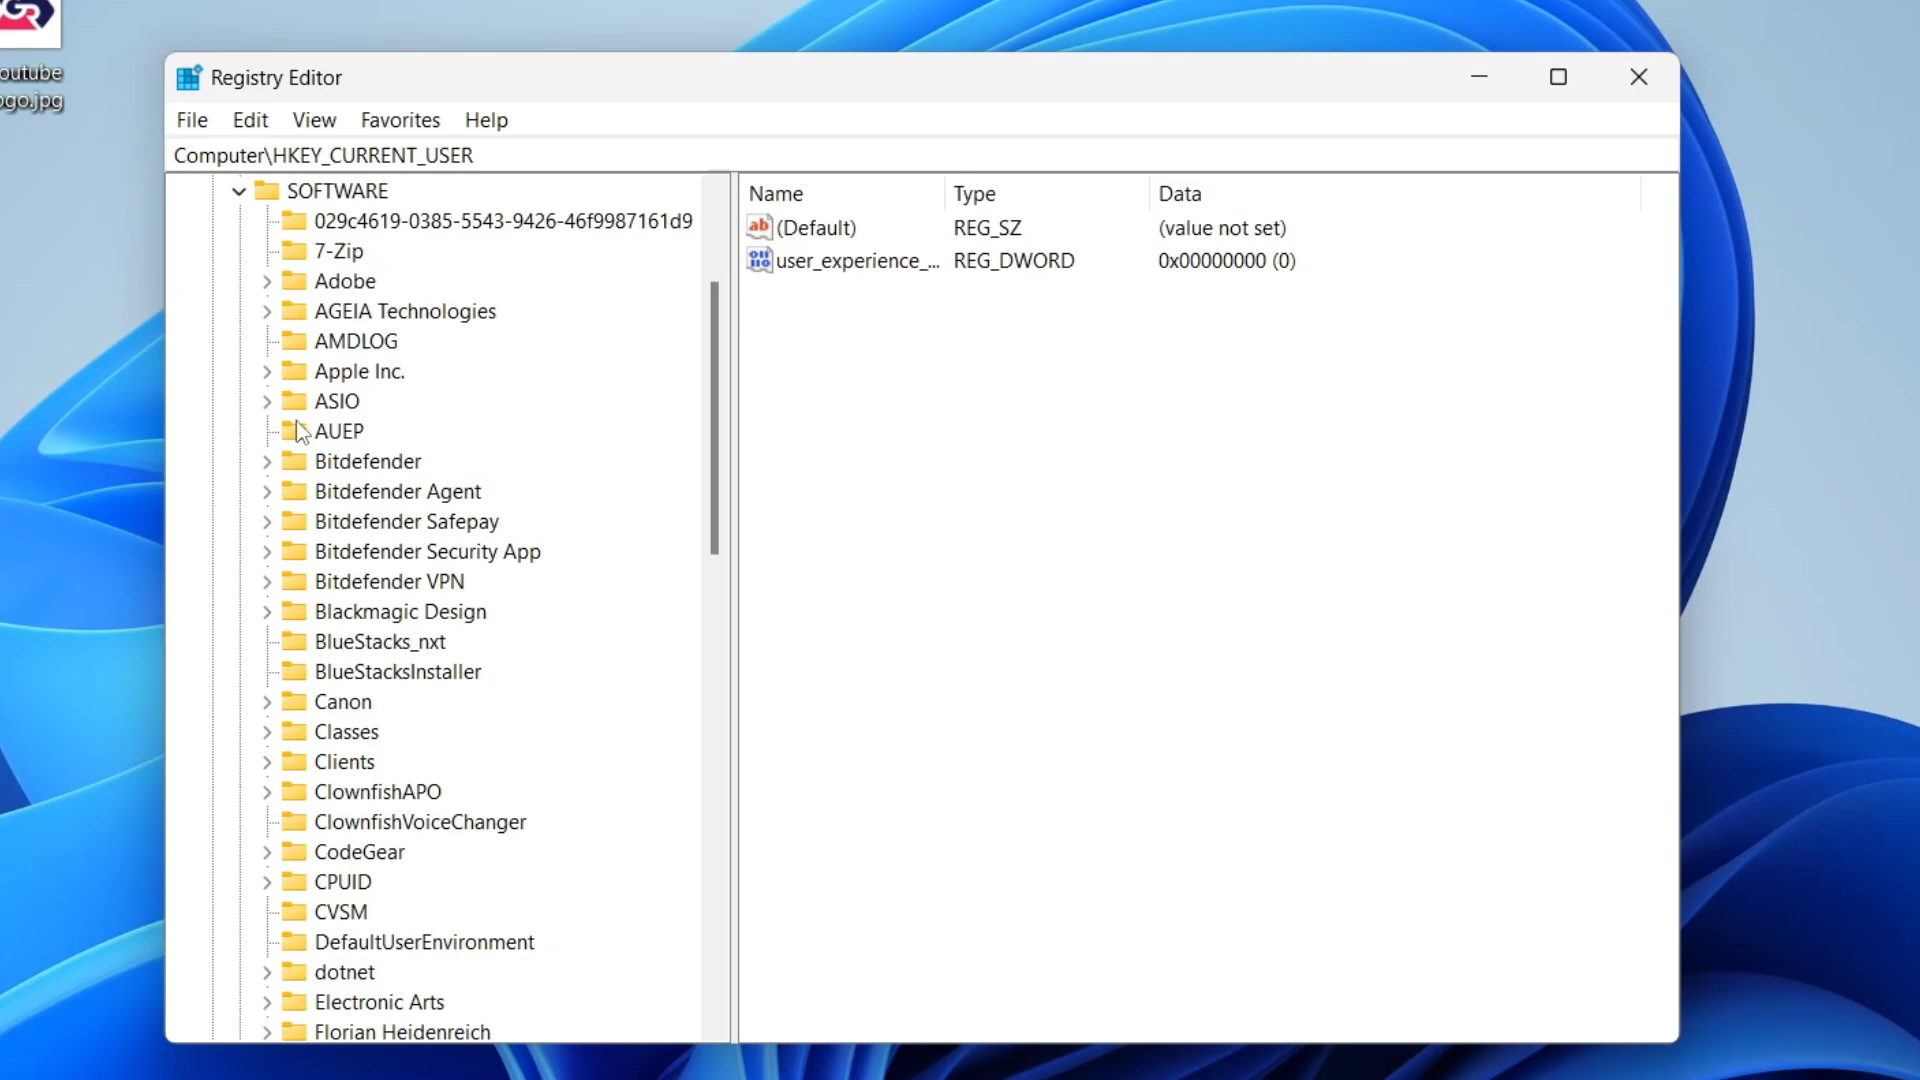 outube
ogo.jpg
Registry Editor
File Edit View Favorites Help
Computer\HKEY_CURRENT_USER
SOFTWARE
029c4619-0385-5543-9426-46f9987161d9
7-Zip
Adobe
AGEIA Technologies
AMDLOG
Apple Inc.
ASIO
AUEP
Bitdefender
Bitdefender Agent
Bitdefender Safepay
Bitdefender Security App
Bitdefender VPN
Blackmagic Design
BlueStacks_nxt
BlueStacksInstaller
Canon
Classes
Clients
ClownfishAPO
ClownfishVoiceChanger
CodeGear
CPUID
CVSM
DefaultUserEnvironment
dotnet
Electronic Arts
Florian Heidenreich
Name Type Data
(Default) REG_SZ (value not set)
user_experience_... REG_DWORD 0x00000000 (0)